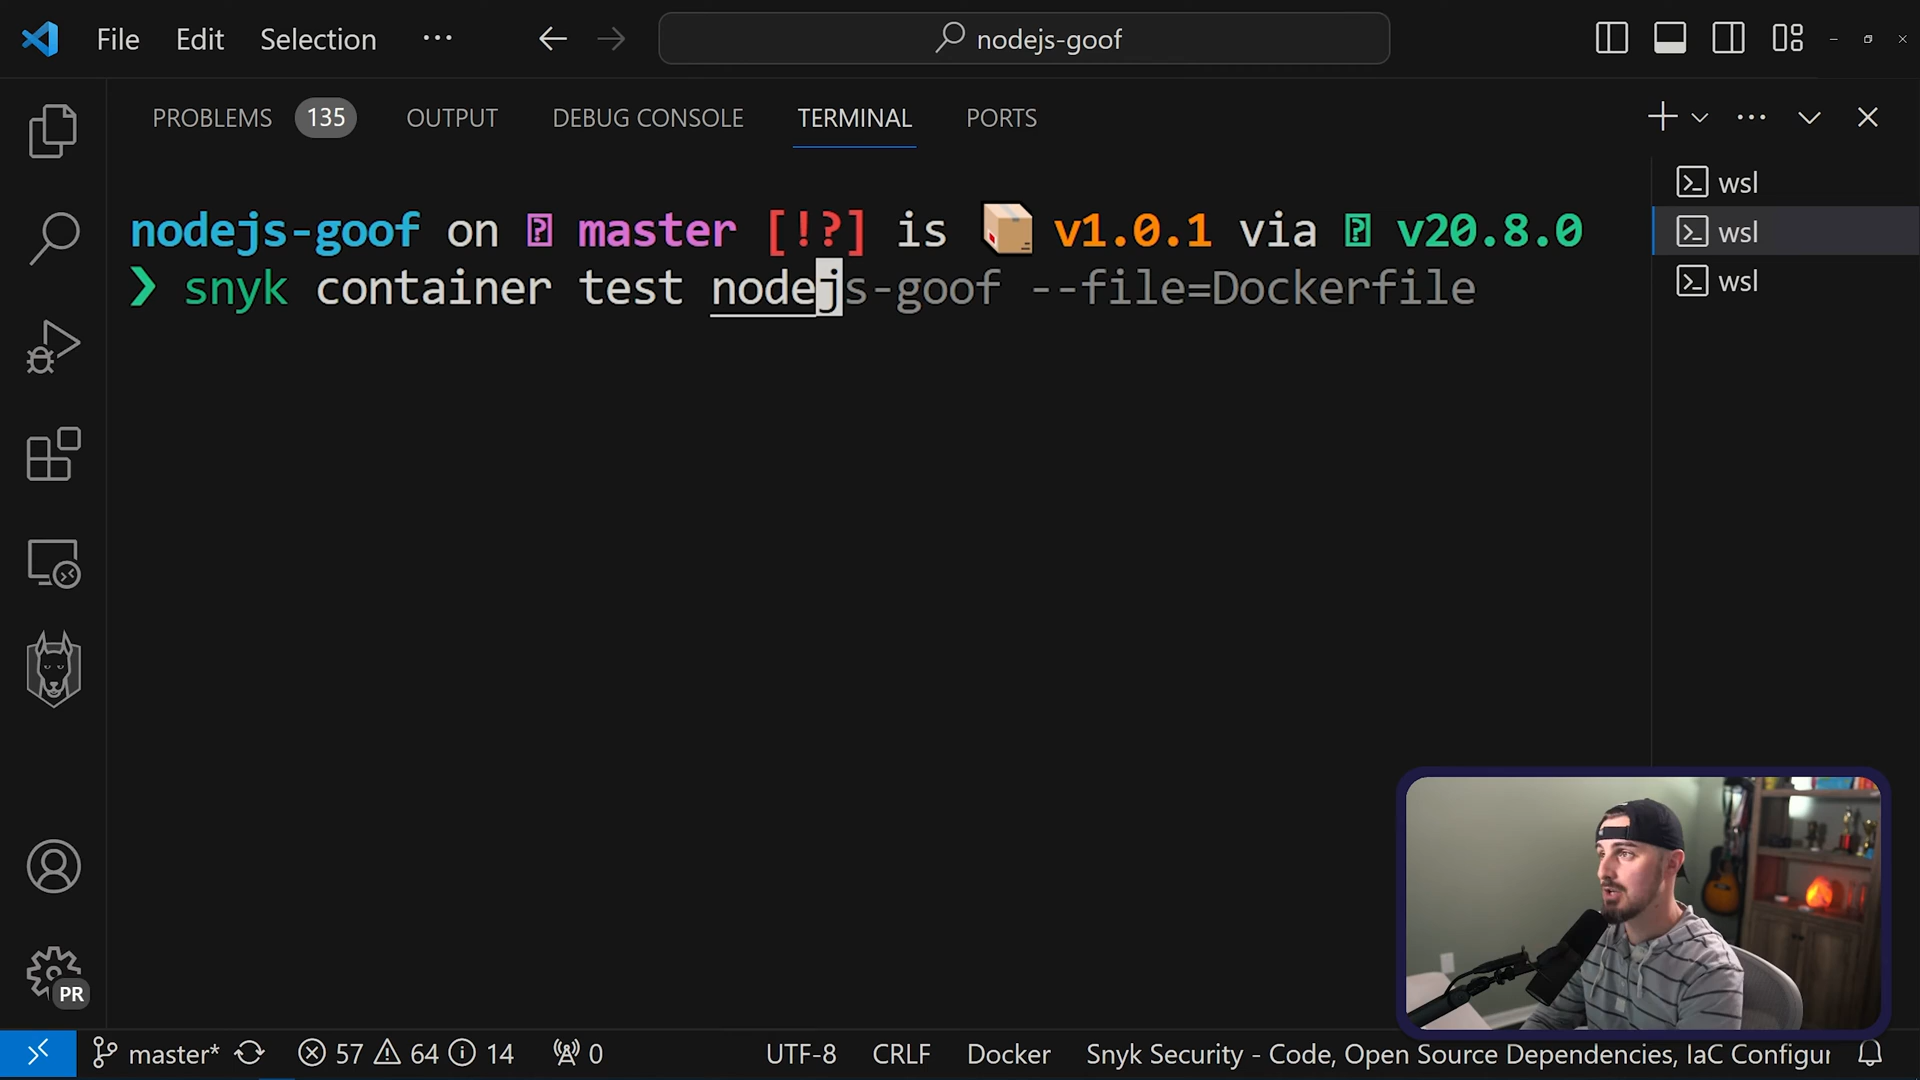 File Edit Selection ··· nodejs-goof
PROBLEMS 135 OUTPUT DEBUG CONSOLE TERMINAL PORTS
nodejs-goof on master [!?] is v1.0.1 via v20.8.0
❯ snyk container test nodejs-goof --file=Dockerfile
wsl
wsl
wsl
PR
master* 57 64 14 0 UTF-8 CRLF Docker Snyk Security - Code, Open Source Dependencies, IaC Configur